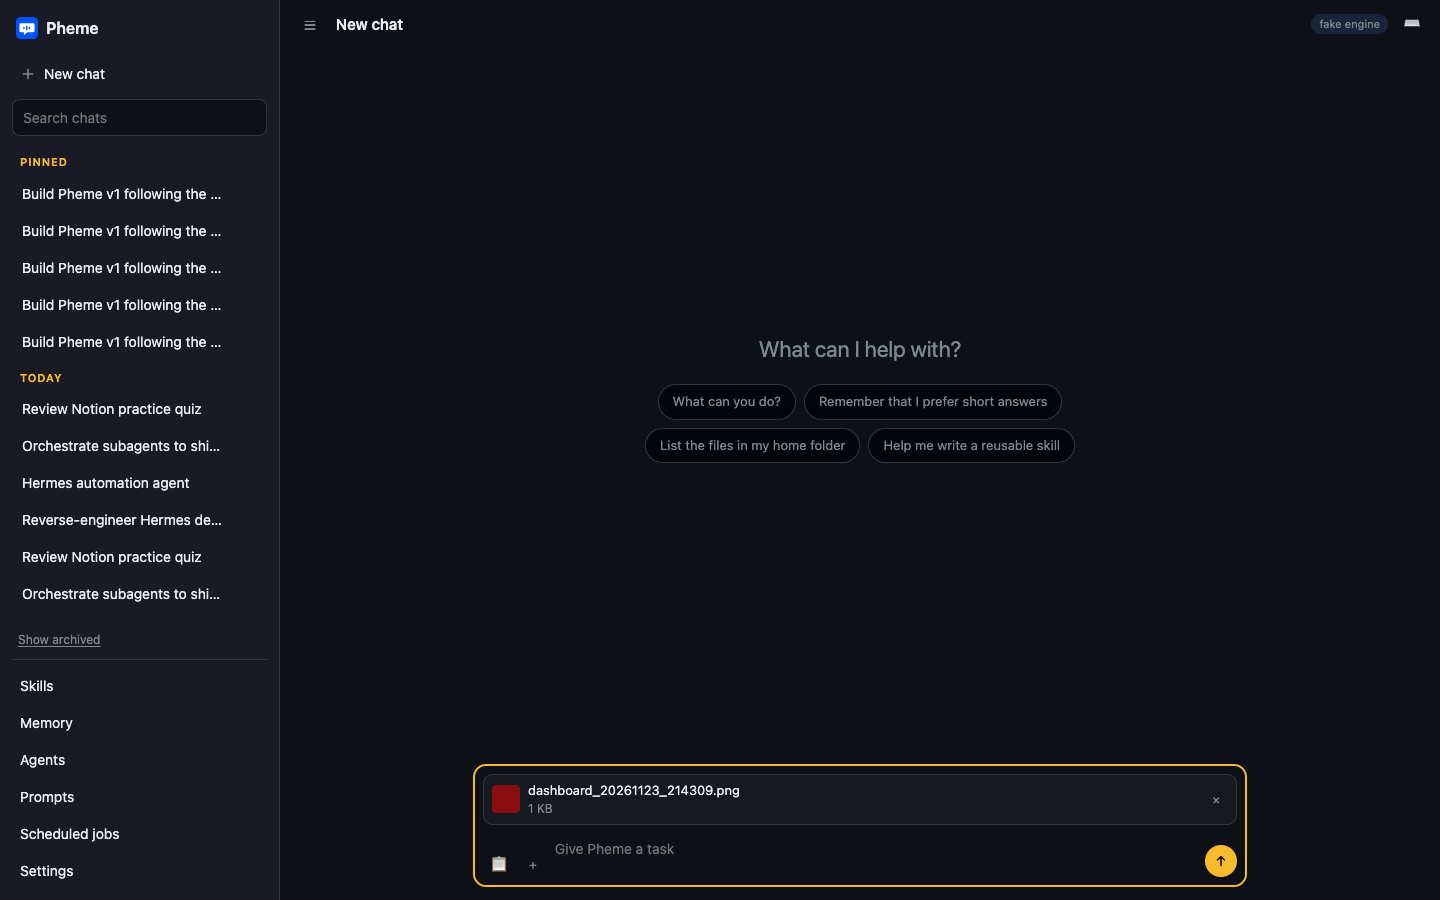 Pheme
New chat
Search chats
PINNED
Build Pheme v1 following the ...
Build Pheme v1 following the ...
Build Pheme v1 following the ...
Build Pheme v1 following the ...
Build Pheme v1 following the ...
TODAY
Review Notion practice quiz
Orchestrate subagents to shi...
Hermes automation agent
Reverse-engineer Hermes de...
Review Notion practice quiz
Orchestrate subagents to shi...
Show archived
Skills
Memory
Agents
Prompts
Scheduled jobs
Settings
New chat
fake engine
What can I help with?
What can you do?
Remember that I prefer short answers
List the files in my home folder
Help me write a reusable skill
dashboard_20261123_214309.png
1 KB
Give Pheme a task